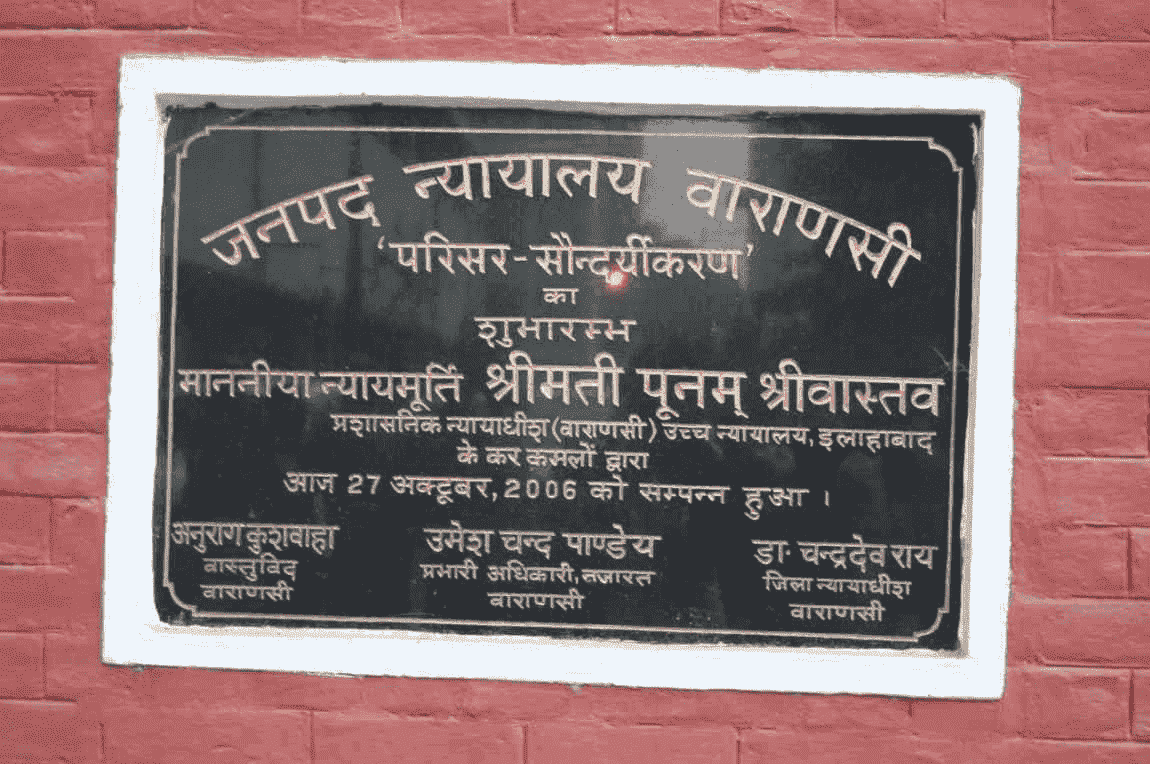 जनपद न्यायालय वाराणसी
‘परिसर-सौन्दर्यीकरण’
का
शुभारम्भ
माननीया न्यायमूर्ति श्रीमती पूनम् श्रीवास्तव
प्रशासनिक न्यायाधीश (वाराणसी) उच्च न्यायालय, इलाहाबाद
के कर कमलों द्वारा
आज 27 अक्टूबर, 2006 को सम्पन्न हुआ ।
अनुराग कुशवाहा
वास्तुविद
वाराणसी
उमेश चन्द पाण्डेय
प्रभारी अधिकारी, नजारत
वाराणसी
डा॰ चन्द्रदेव राय
जिला न्यायाधीश
वाराणसी